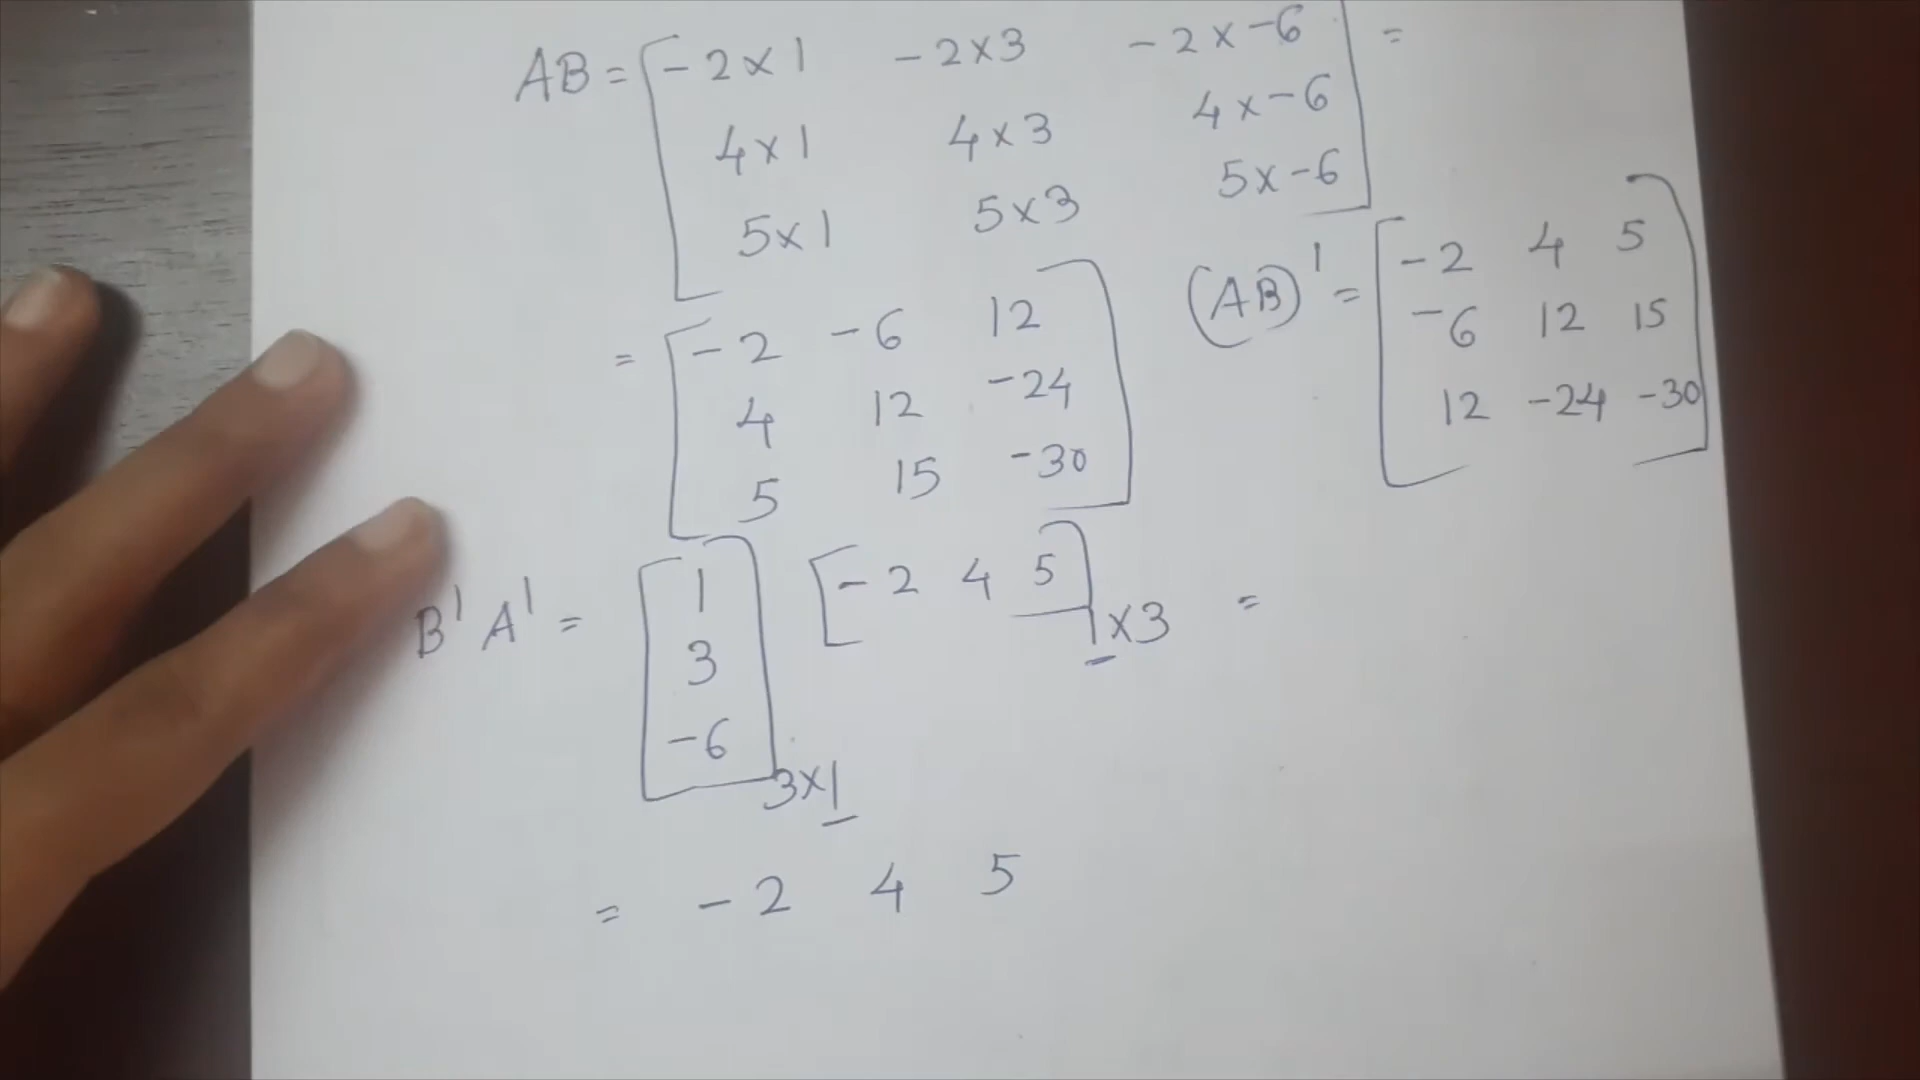 AB = [ -2×1 -2×3 -2×-6 ] =
4×1 4×3 4×-6
5×1 5×3 5×-6
= [ -2 -6 12 ]
4 12 -24
5 15 -30
(AB)' = [ -2 4 5 ]
-6 12 15
12 -24 -30
B' A' = [ 1 3 -6 ] 3×1 [ -2 4 5 ] 1×3 =
= -2 4 5